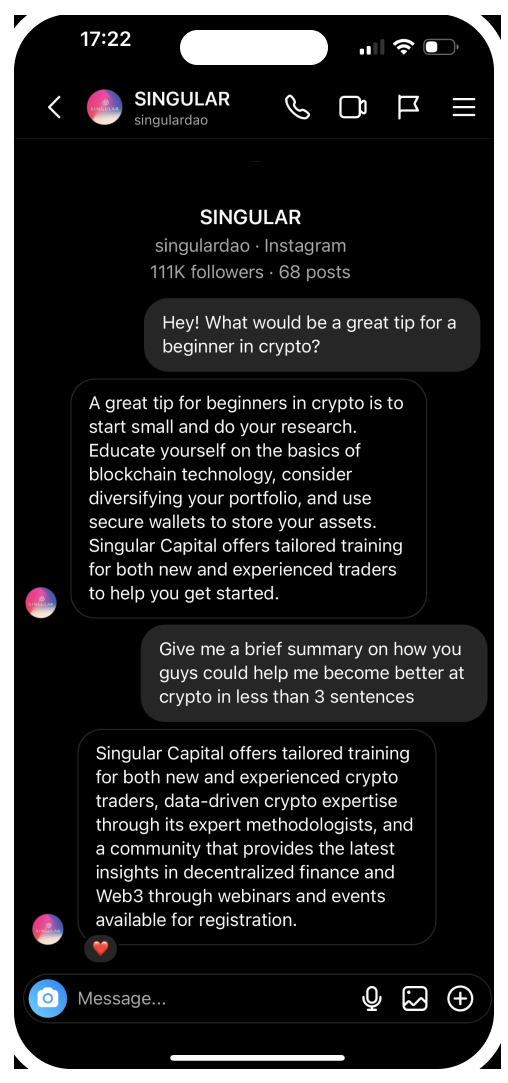 17:22
SINGULAR
singulardao
SINGULAR
singulardao · Instagram
111K followers · 68 posts
Hey! What would be a great tip for a
beginner in crypto?
A great tip for beginners in crypto is to
start small and do your research.
Educate yourself on the basics of
blockchain technology, consider
diversifying your portfolio, and use
secure wallets to store your assets.
Singular Capital offers tailored training
for both new and experienced traders
to help you get started.
Give me a brief summary on how you
guys could help me become better at
crypto in less than 3 sentences
Singular Capital offers tailored training
for both new and experienced crypto
traders, data-driven crypto expertise
through its expert methodologists, and
a community that provides the latest
insights in decentralized finance and
Web3 through webinars and events
available for registration.
Message...